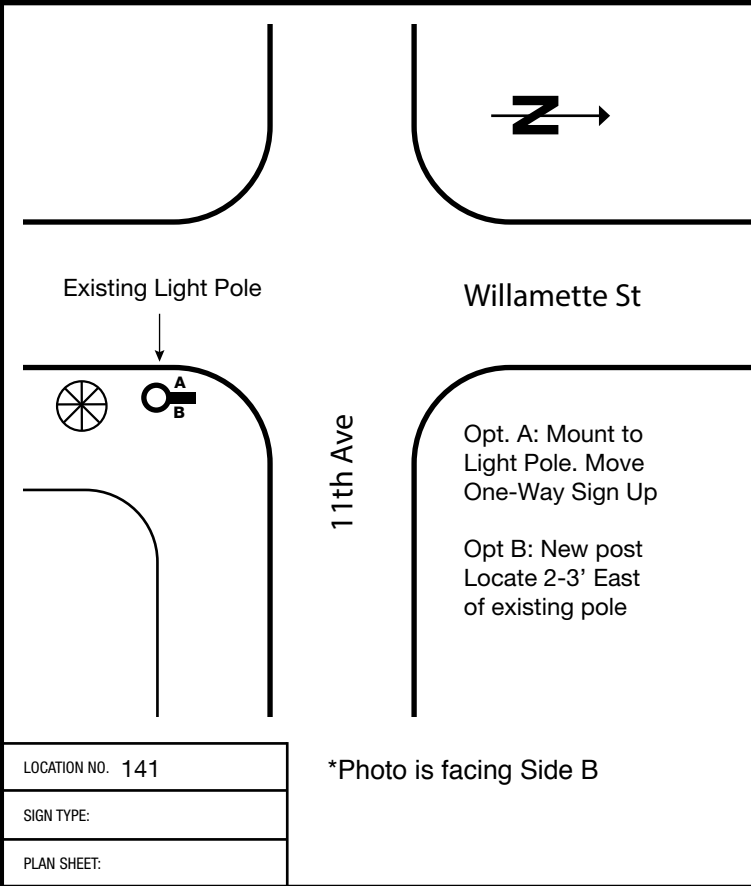 N
Existing Light Pole
Willamette St
A
B
11th Ave
Opt. A: Mount to
Light Pole. Move
One-Way Sign Up
Opt B: New post
Locate 2-3’ East
of existing pole
LOCATION NO. 141
*Photo is facing Side B
SIGN TYPE:
PLAN SHEET: